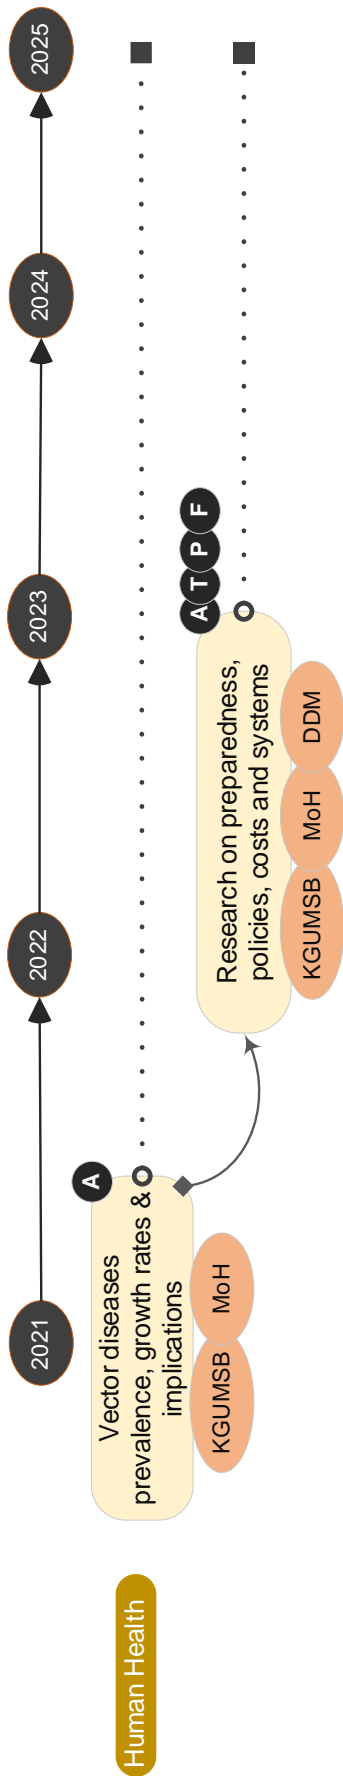 2021
2022
2023
2024
2025
Human Health
Vector diseases
prevalence, growth rates &
implications
A
KGUMSB
MoH
Research on preparedness,
policies, costs and systems
A
T
P
F
KGUMSB
MoH
DDM